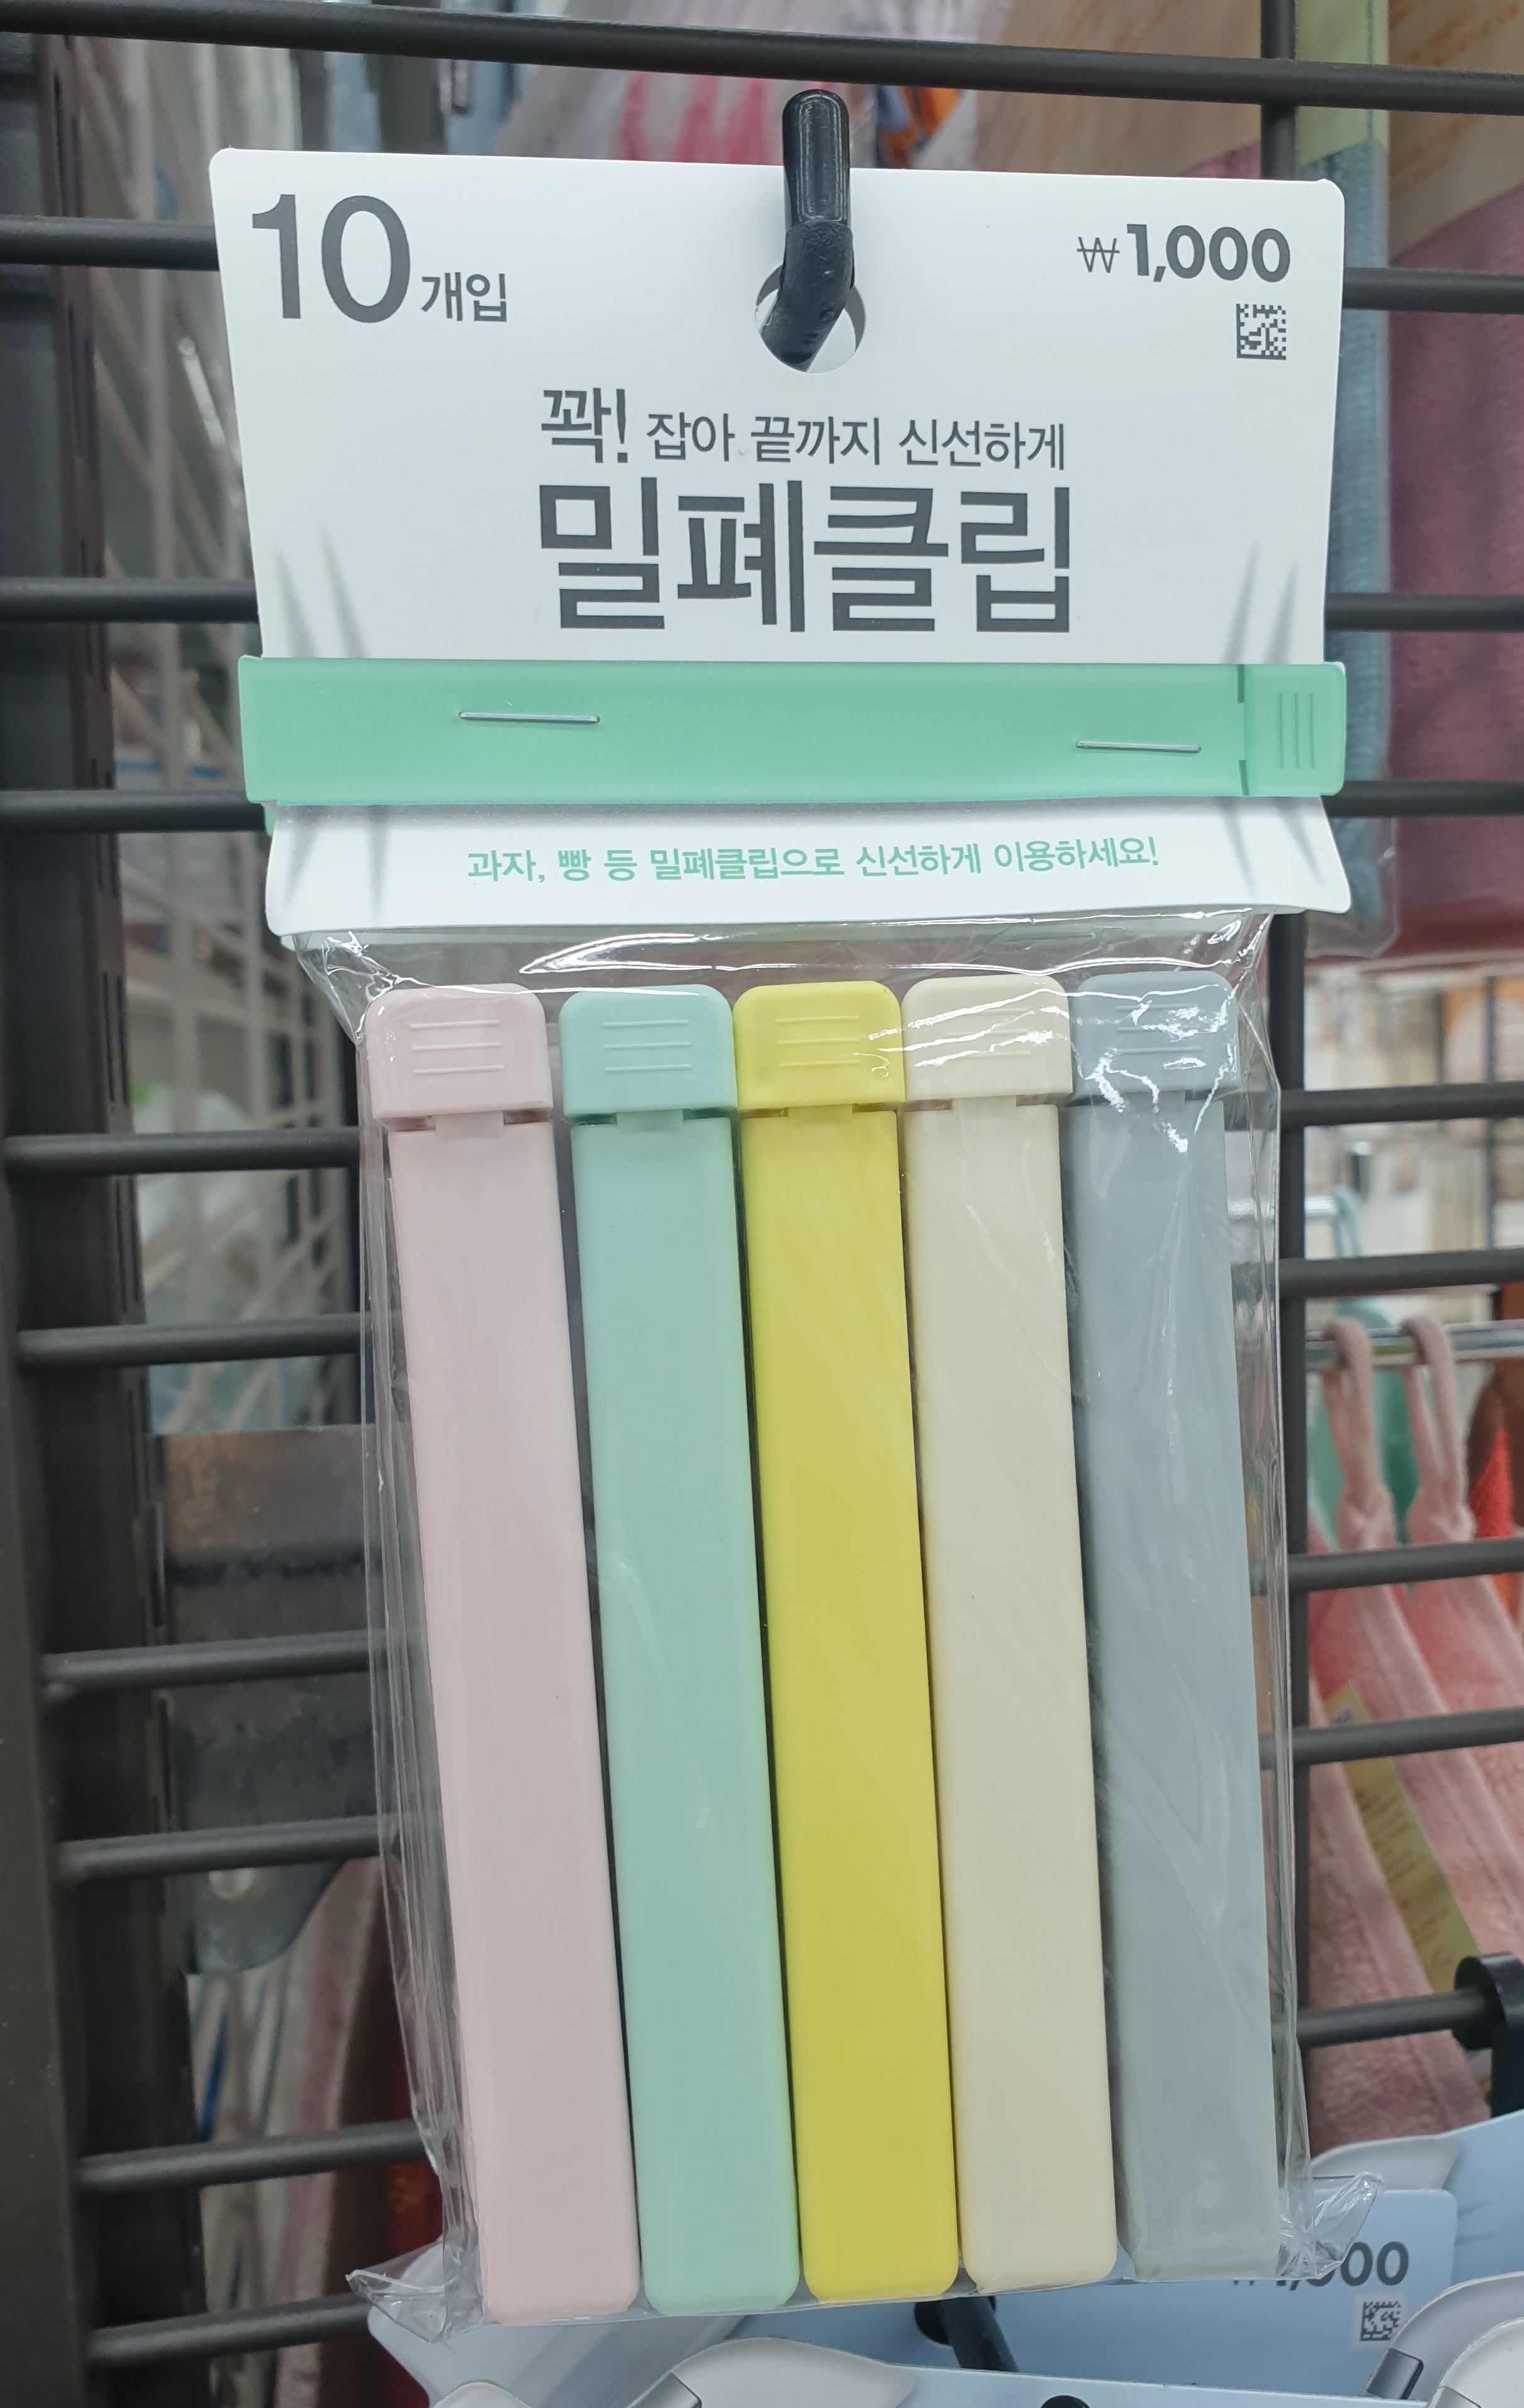 10개입
₩1,000
꽉! 잡아 끝까지 신선하게
밀폐클립
과자, 빵 등 밀폐클립으로 신선하게 이용하세요!